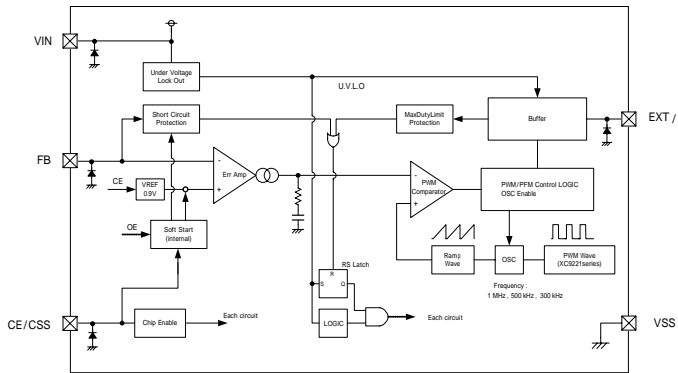 VIN
Under Voltage
Lock Out
U.V.L.O
Short Circuit
Protection
MaxDutyLimit
Protection
Buffer
EXT /
FB
CE
VREF
0.9V
-
+
Err Amp
-
+
PWM
Comparator
PWM/PFM Control LOGIC
OSC Enable
OE
Soft Start
(internal)
Ramp
Wave
OSC
PWM Wave
(XC9221series)
RS Latch
R
S
Q
Frequency :
1 MHz, 500 kHz , 300 kHz
CE/CSS
Chip Enable
Each circuit
LOGIC
Each circuit
VSS